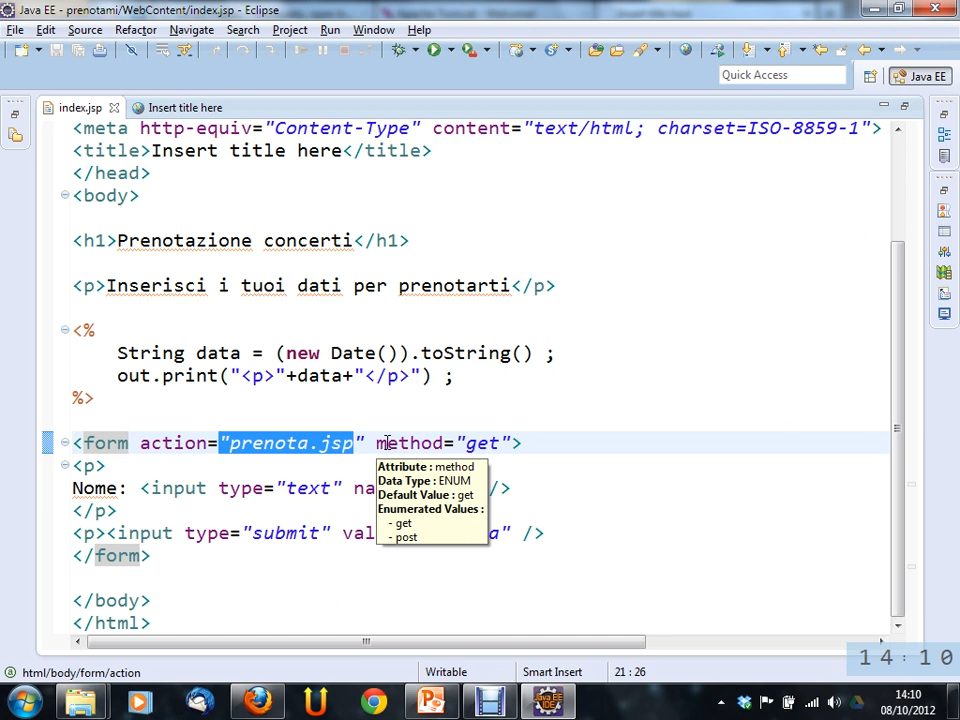 Java EE - prenotami/WebContent/index.jsp - Eclipse
File Edit Source Refactor Navigate Search Project Run Window Help
Quick Access
Java EE
index.jsp
Insert title here
<meta http-equiv="Content-Type" content="text/html; charset=ISO-8859-1">
<title>Insert title here</title>
</head>
<body>
<h1>Prenotazione concerti</h1>
<p>Inserisci i tuoi dati per prenotarti</p>
<%
String data = (new Date()).toString() ;
out.print("<p>"+data+"</p>") ;
%>
<form action="prenota.jsp" method="get">
<p>
Nome: <input type="text" na />
</p>
<p><input type="submit" val a" />
</form>
</body>
</html>
Attribute : method
Data Type : ENUM
Default Value : get
Enumerated Values :
- get
- post
14:10
html/body/form/action
Writable
Smart Insert
21 : 26
14:10
08/10/2012